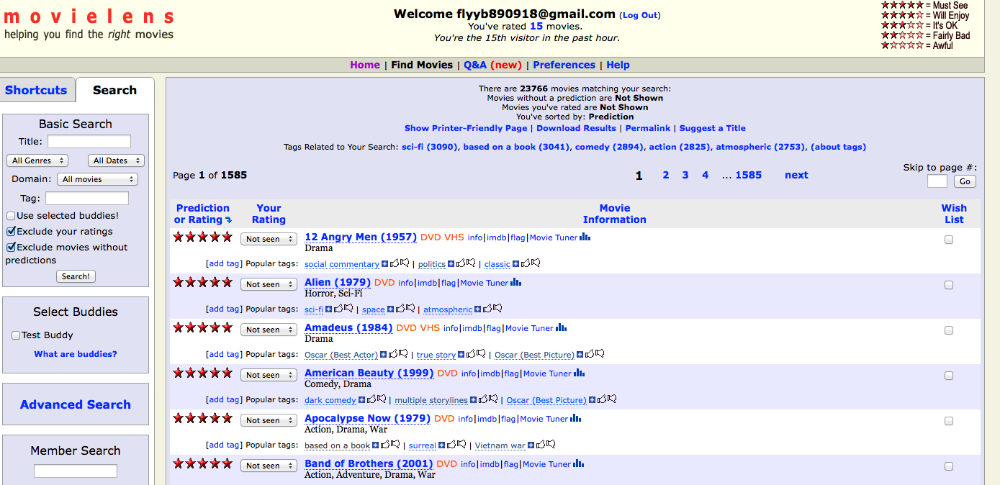 movielens
helping you find the right movies
Welcome flyyb890918@gmail.com (Log Out)
You've rated 15 movies.
You're the 15th visitor in the past hour.
★★★★★ = Must See
★★★★☆ = Will Enjoy
★★★☆☆ = It's OK
★★☆☆☆ = Fairly Bad
★☆☆☆☆ = Awful
Home | Find Movies | Q&A (new) | Preferences | Help
Shortcuts Search
Basic Search
Title:
All Genres All Dates
Domain: All movies
Tag:
Use selected buddies!
Exclude your ratings
Exclude movies without
predictions
Search!
Select Buddies
Test Buddy
What are buddies?
Advanced Search
Member Search
There are 23766 movies matching your search:
Movies without a prediction are Not Shown
Movies you've rated are Not Shown
You've sorted by: Prediction
Show Printer-Friendly Page | Download Results | Permalink | Suggest a Title
Tags Related to Your Search: sci-fi (3090), based on a book (3041), comedy (2894), action (2825), atmospheric (2753), (about tags)
Page 1 of 1585 1 2 3 4 ... 1585 next
Skip to page #:
Go
Prediction
or Rating
Your
Rating
Movie
Information
Wish
List
Not seen 12 Angry Men (1957) DVD VHS info|imdb|flag|Movie Tuner
Drama
[add tag] Popular tags: social commentary | politics | classic
Not seen Alien (1979) DVD info|imdb|flag|Movie Tuner
Horror, Sci-Fi
[add tag] Popular tags: sci-fi | space | atmospheric
Not seen Amadeus (1984) DVD VHS info|imdb|flag|Movie Tuner
Drama
[add tag] Popular tags: Oscar (Best Actor) | true story | Oscar (Best Picture)
Not seen American Beauty (1999) DVD info|imdb|flag|Movie Tuner
Comedy, Drama
[add tag] Popular tags: dark comedy | multiple storylines | Oscar (Best Picture)
Not seen Apocalypse Now (1979) DVD info|imdb|flag|Movie Tuner
Action, Drama, War
[add tag] Popular tags: based on a book | surreal | Vietnam war
Not seen Band of Brothers (2001) DVD info|imdb|flag|Movie Tuner
Action, Adventure, Drama, War